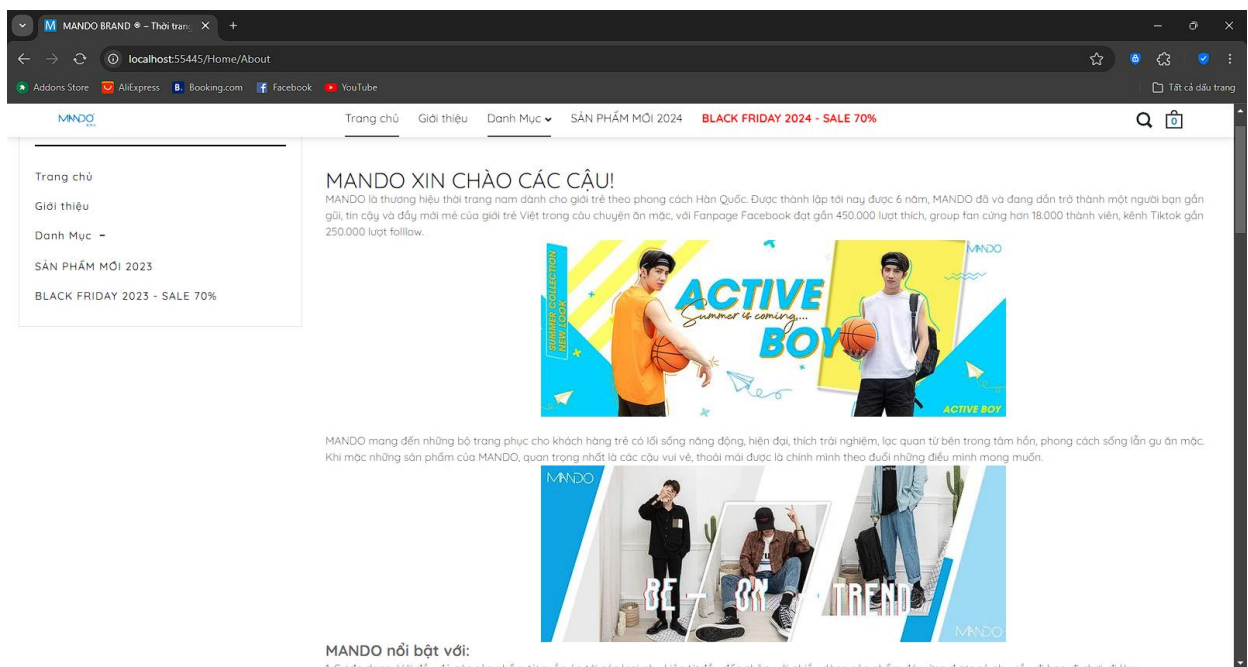 MANDO BRAND ® – Thời trang
localhost:55445/Home/About
Addons Store AliExpress B. Booking.com Facebook YouTube Tất cả dấu trang
MANDO Trang chủ Giới thiệu Danh Mục SẢN PHẨM MỚI 2024 BLACK FRIDAY 2024 - SALE 70% 0
Trang chủ
Giới thiệu
Danh Mục –
SẢN PHẨM MỚI 2023
BLACK FRIDAY 2023 - SALE 70%
MANDO XIN CHÀO CÁC CẬU!
MANDO là thương hiệu thời trang nam dành cho giới trẻ theo phong cách Hàn Quốc. Được thành lập tới nay được 6 năm, MANDO đã và đang dần trở thành một người bạn gần
gũi, tin cậy và đầy mới mẻ của giới trẻ Việt trong câu chuyện ăn mặc, với Fanpage Facebook đạt gần 450.000 lượt thích, group fan cứng hơn 18.000 thành viên, kênh Tiktok gần
250.000 lượt folllow.
SUMMER COLLECTION
NEW LOOK
MANDO
ACTIVE
Summer is coming....
BOY
ACTIVE BOY
MANDO mang đến những bộ trang phục cho khách hàng trẻ có lối sống năng động, hiện đại, thích trải nghiệm, lạc quan từ bên trong tâm hồn, phong cách sống lẫn gu ăn mặc.
Khi mặc những sản phẩm của MANDO, quan trọng nhất là các cậu vui vẻ, thoải mái được là chính mình theo đuổi những điều mình mong muốn.
MANDO
BE – ON – TREND
MANDO
MANDO nổi bật với: